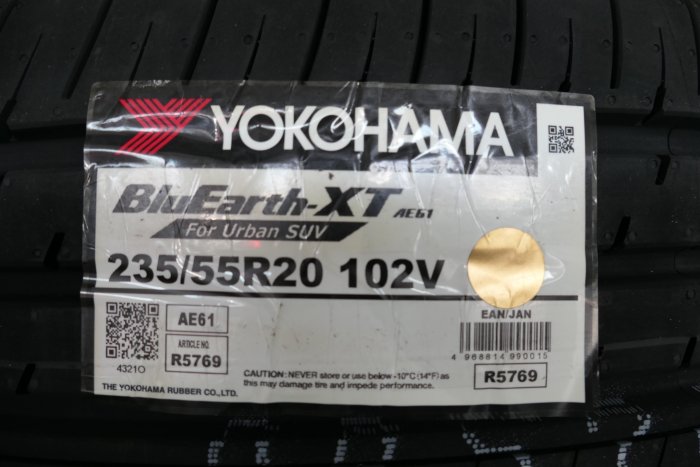 YOKOHAMA
BluEarth-XT AE61
For Urban SUV
235/55R20 102V
EAN/JAN
AE61
ARTICLE NO.
R5769
4 968814 990015
4321O
CAUTION: NEVER store or use below -10°C (14°F) as
this may damage tire and impede performance.
R5769
THE YOKOHAMA RUBBER CO., LTD.